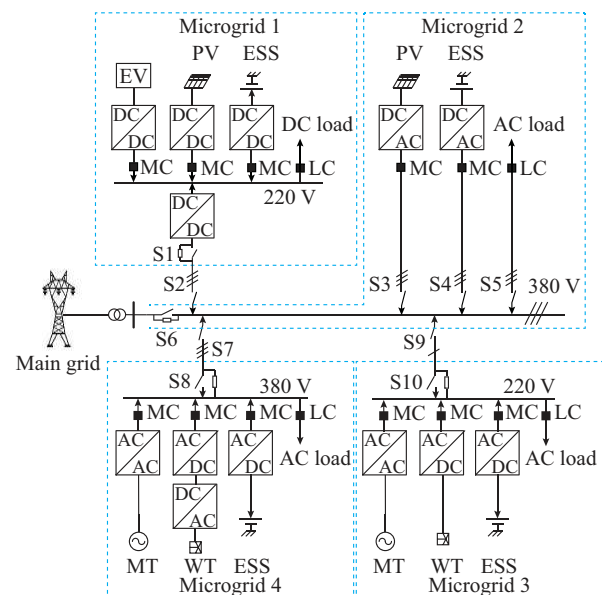 Microgrid 1
Microgrid 2
EV
PV
ESS
PV
ESS
DC
DC
DC
DC
DC
DC
DC load
DC
AC
DC
AC
AC load
MC
MC
MC
LC
MC
MC
LC
220 V
DC
DC
S1
S2
S3
S4
S5
380 V
Main grid
S6
S7
S9
S8
380 V
S10
220 V
MC
MC
MC
LC
MC
MC
MC
LC
AC
AC
AC
DC
AC
DC
AC load
AC
AC
AC
DC
AC
DC
AC load
DC
AC
MT
WT
ESS
MT
WT
ESS
Microgrid 4
Microgrid 3